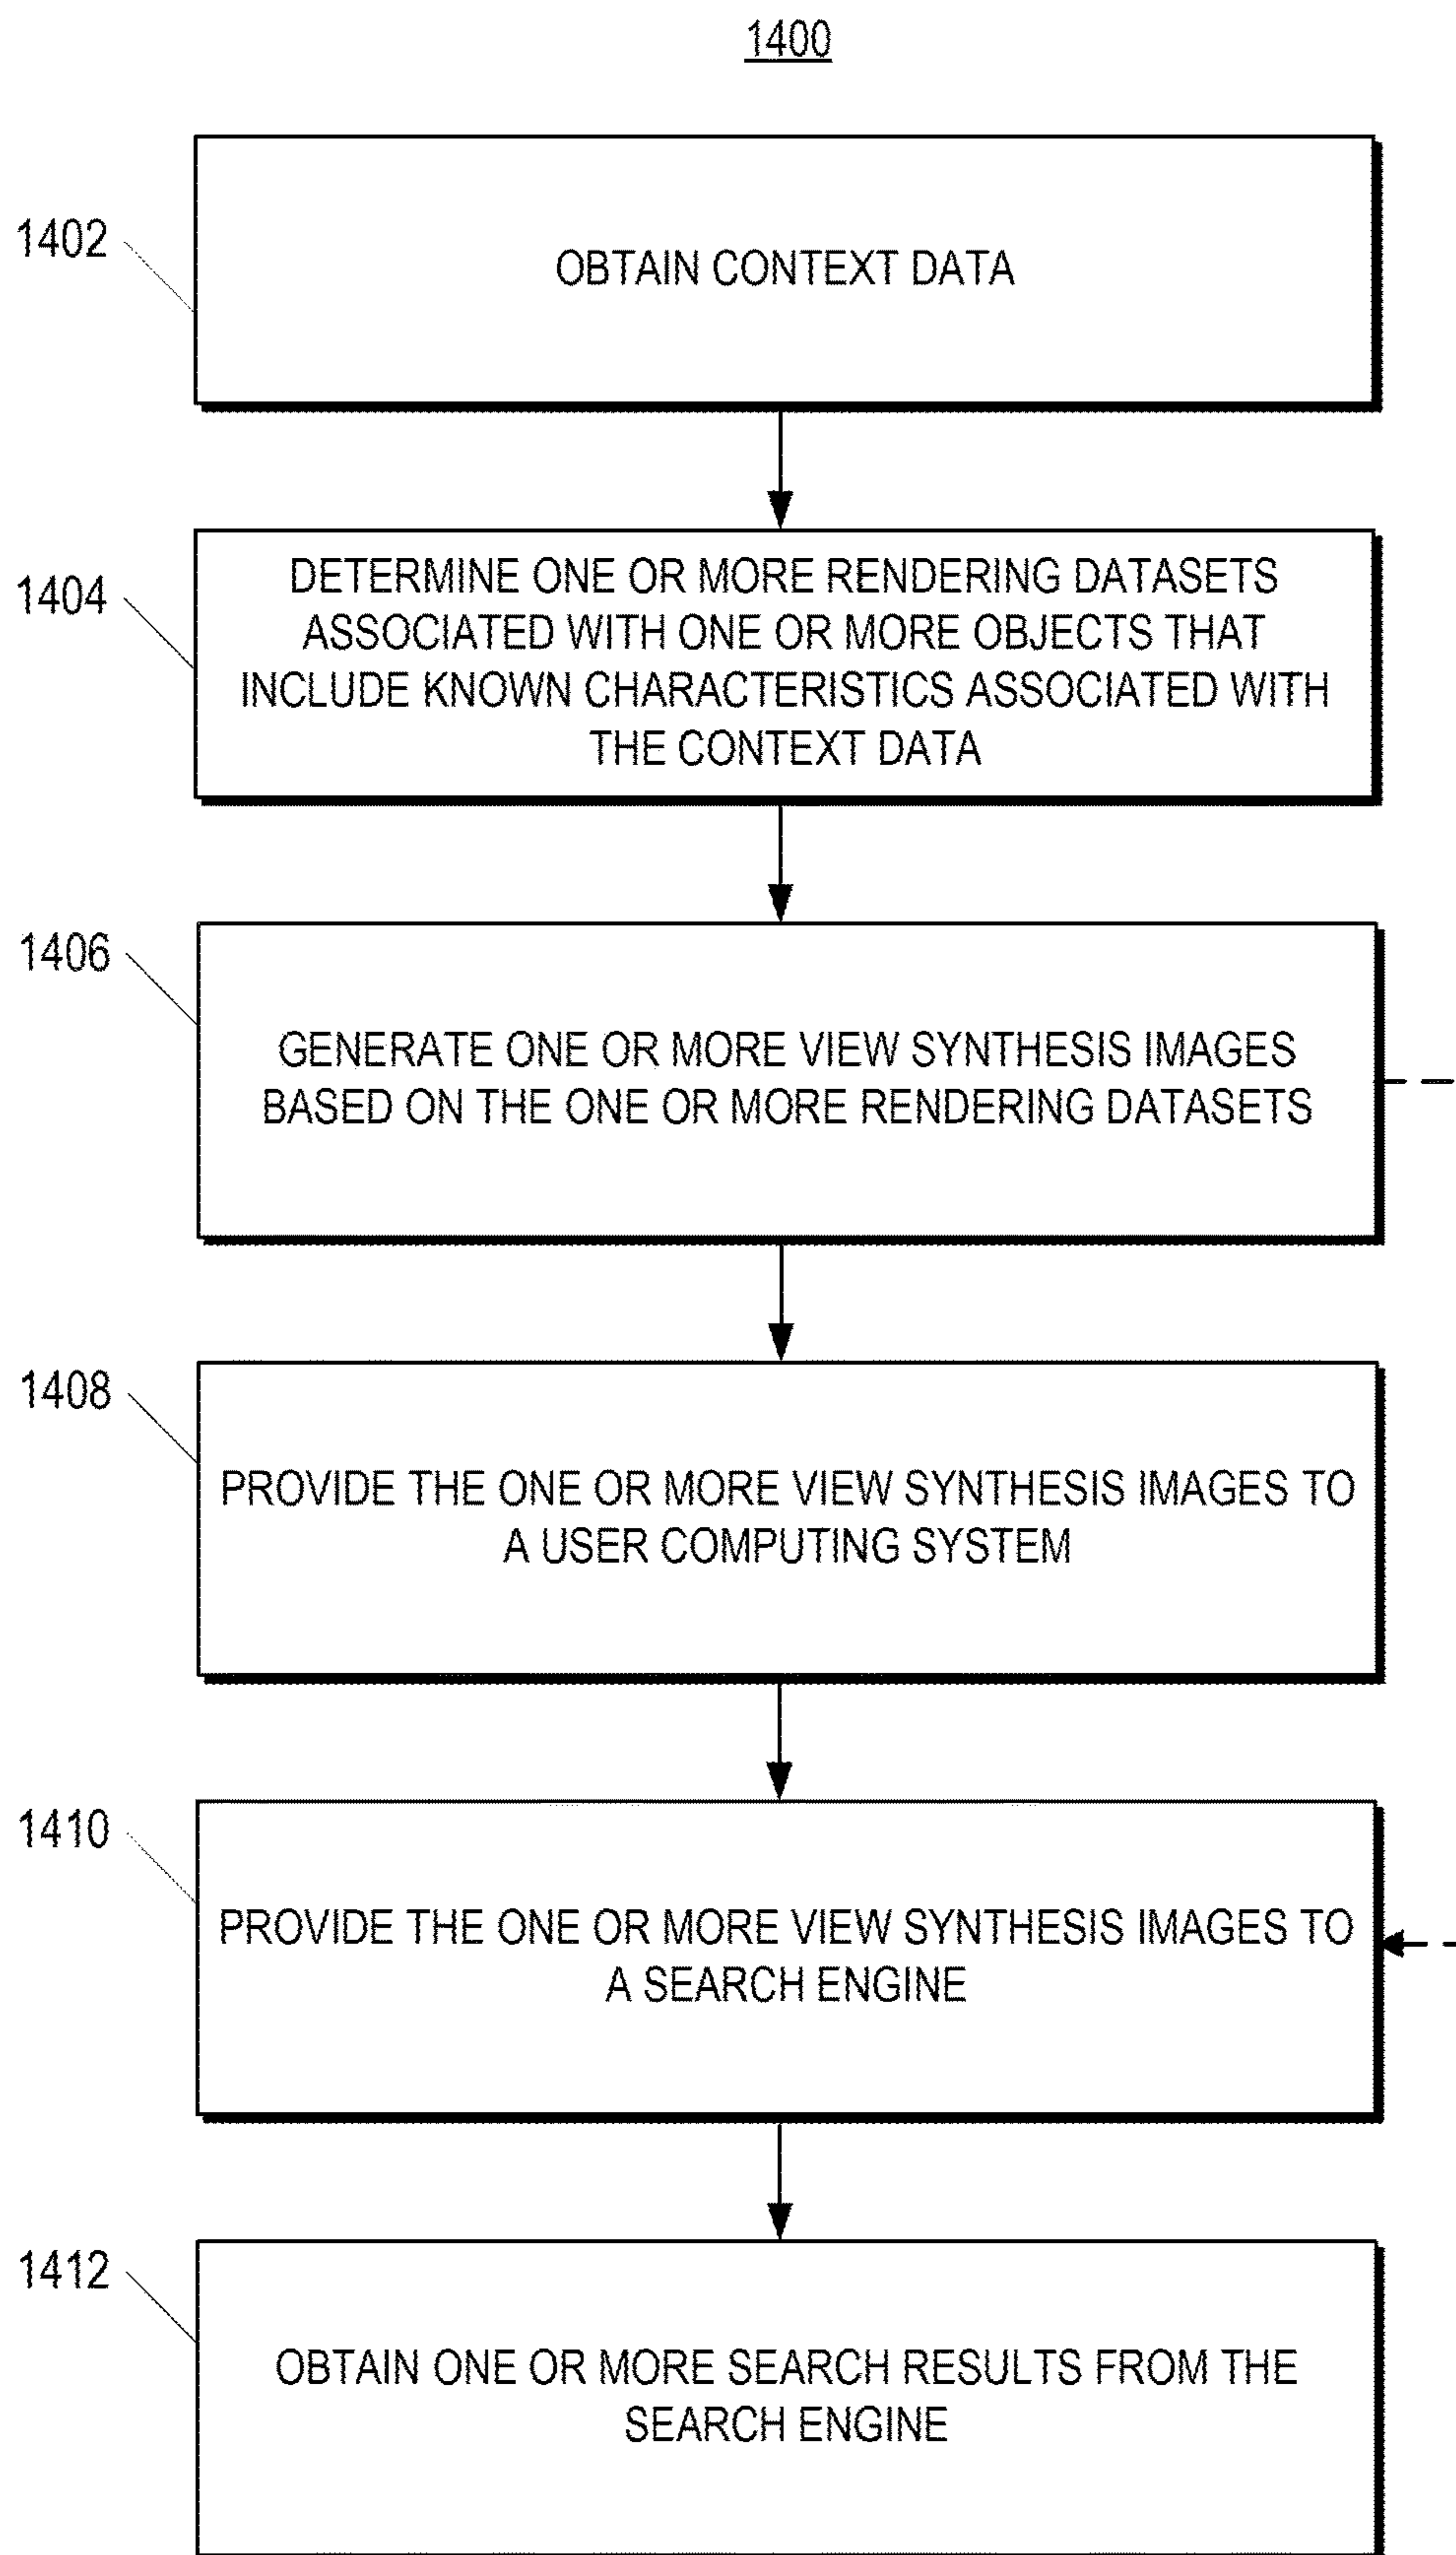 1400
1402
OBTAIN CONTEXT DATA
1404
DETERMINE ONE OR MORE RENDERING DATASETS
ASSOCIATED WITH ONE OR MORE OBJECTS THAT
INCLUDE KNOWN CHARACTERISTICS ASSOCIATED WITH
THE CONTEXT DATA
1406
GENERATE ONE OR MORE VIEW SYNTHESIS IMAGES
BASED ON THE ONE OR MORE RENDERING DATASETS
1408
PROVIDE THE ONE OR MORE VIEW SYNTHESIS IMAGES TO
A USER COMPUTING SYSTEM
1410
PROVIDE THE ONE OR MORE VIEW SYNTHESIS IMAGES TO
A SEARCH ENGINE
1412
OBTAIN ONE OR MORE SEARCH RESULTS FROM THE
SEARCH ENGINE